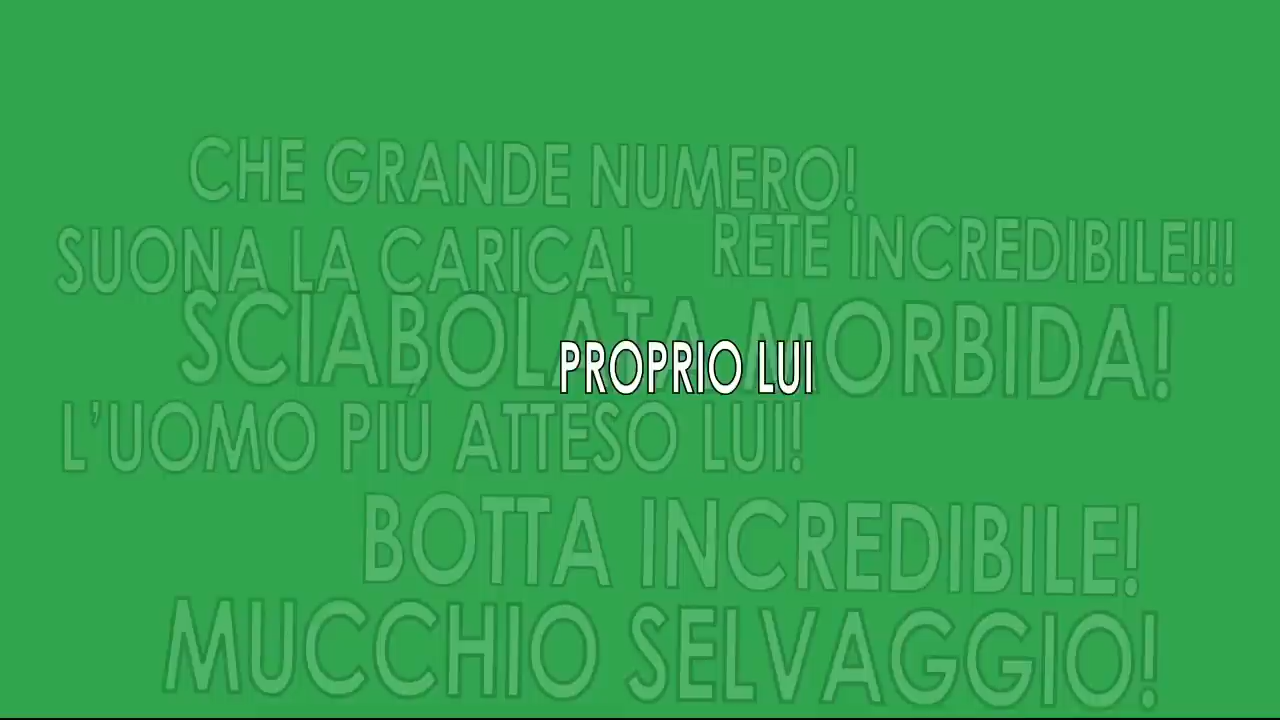 CHE GRANDE NUMERO!
RETE INCREDIBILE!!!
SUONA LA CARICA!
SCIABOLATA MORBIDA!
PROPRIO LUI
L'UOMO PIÚ ATTESO LUI!
BOTTA INCREDIBILE!
MUCCHIO SELVAGGIO!